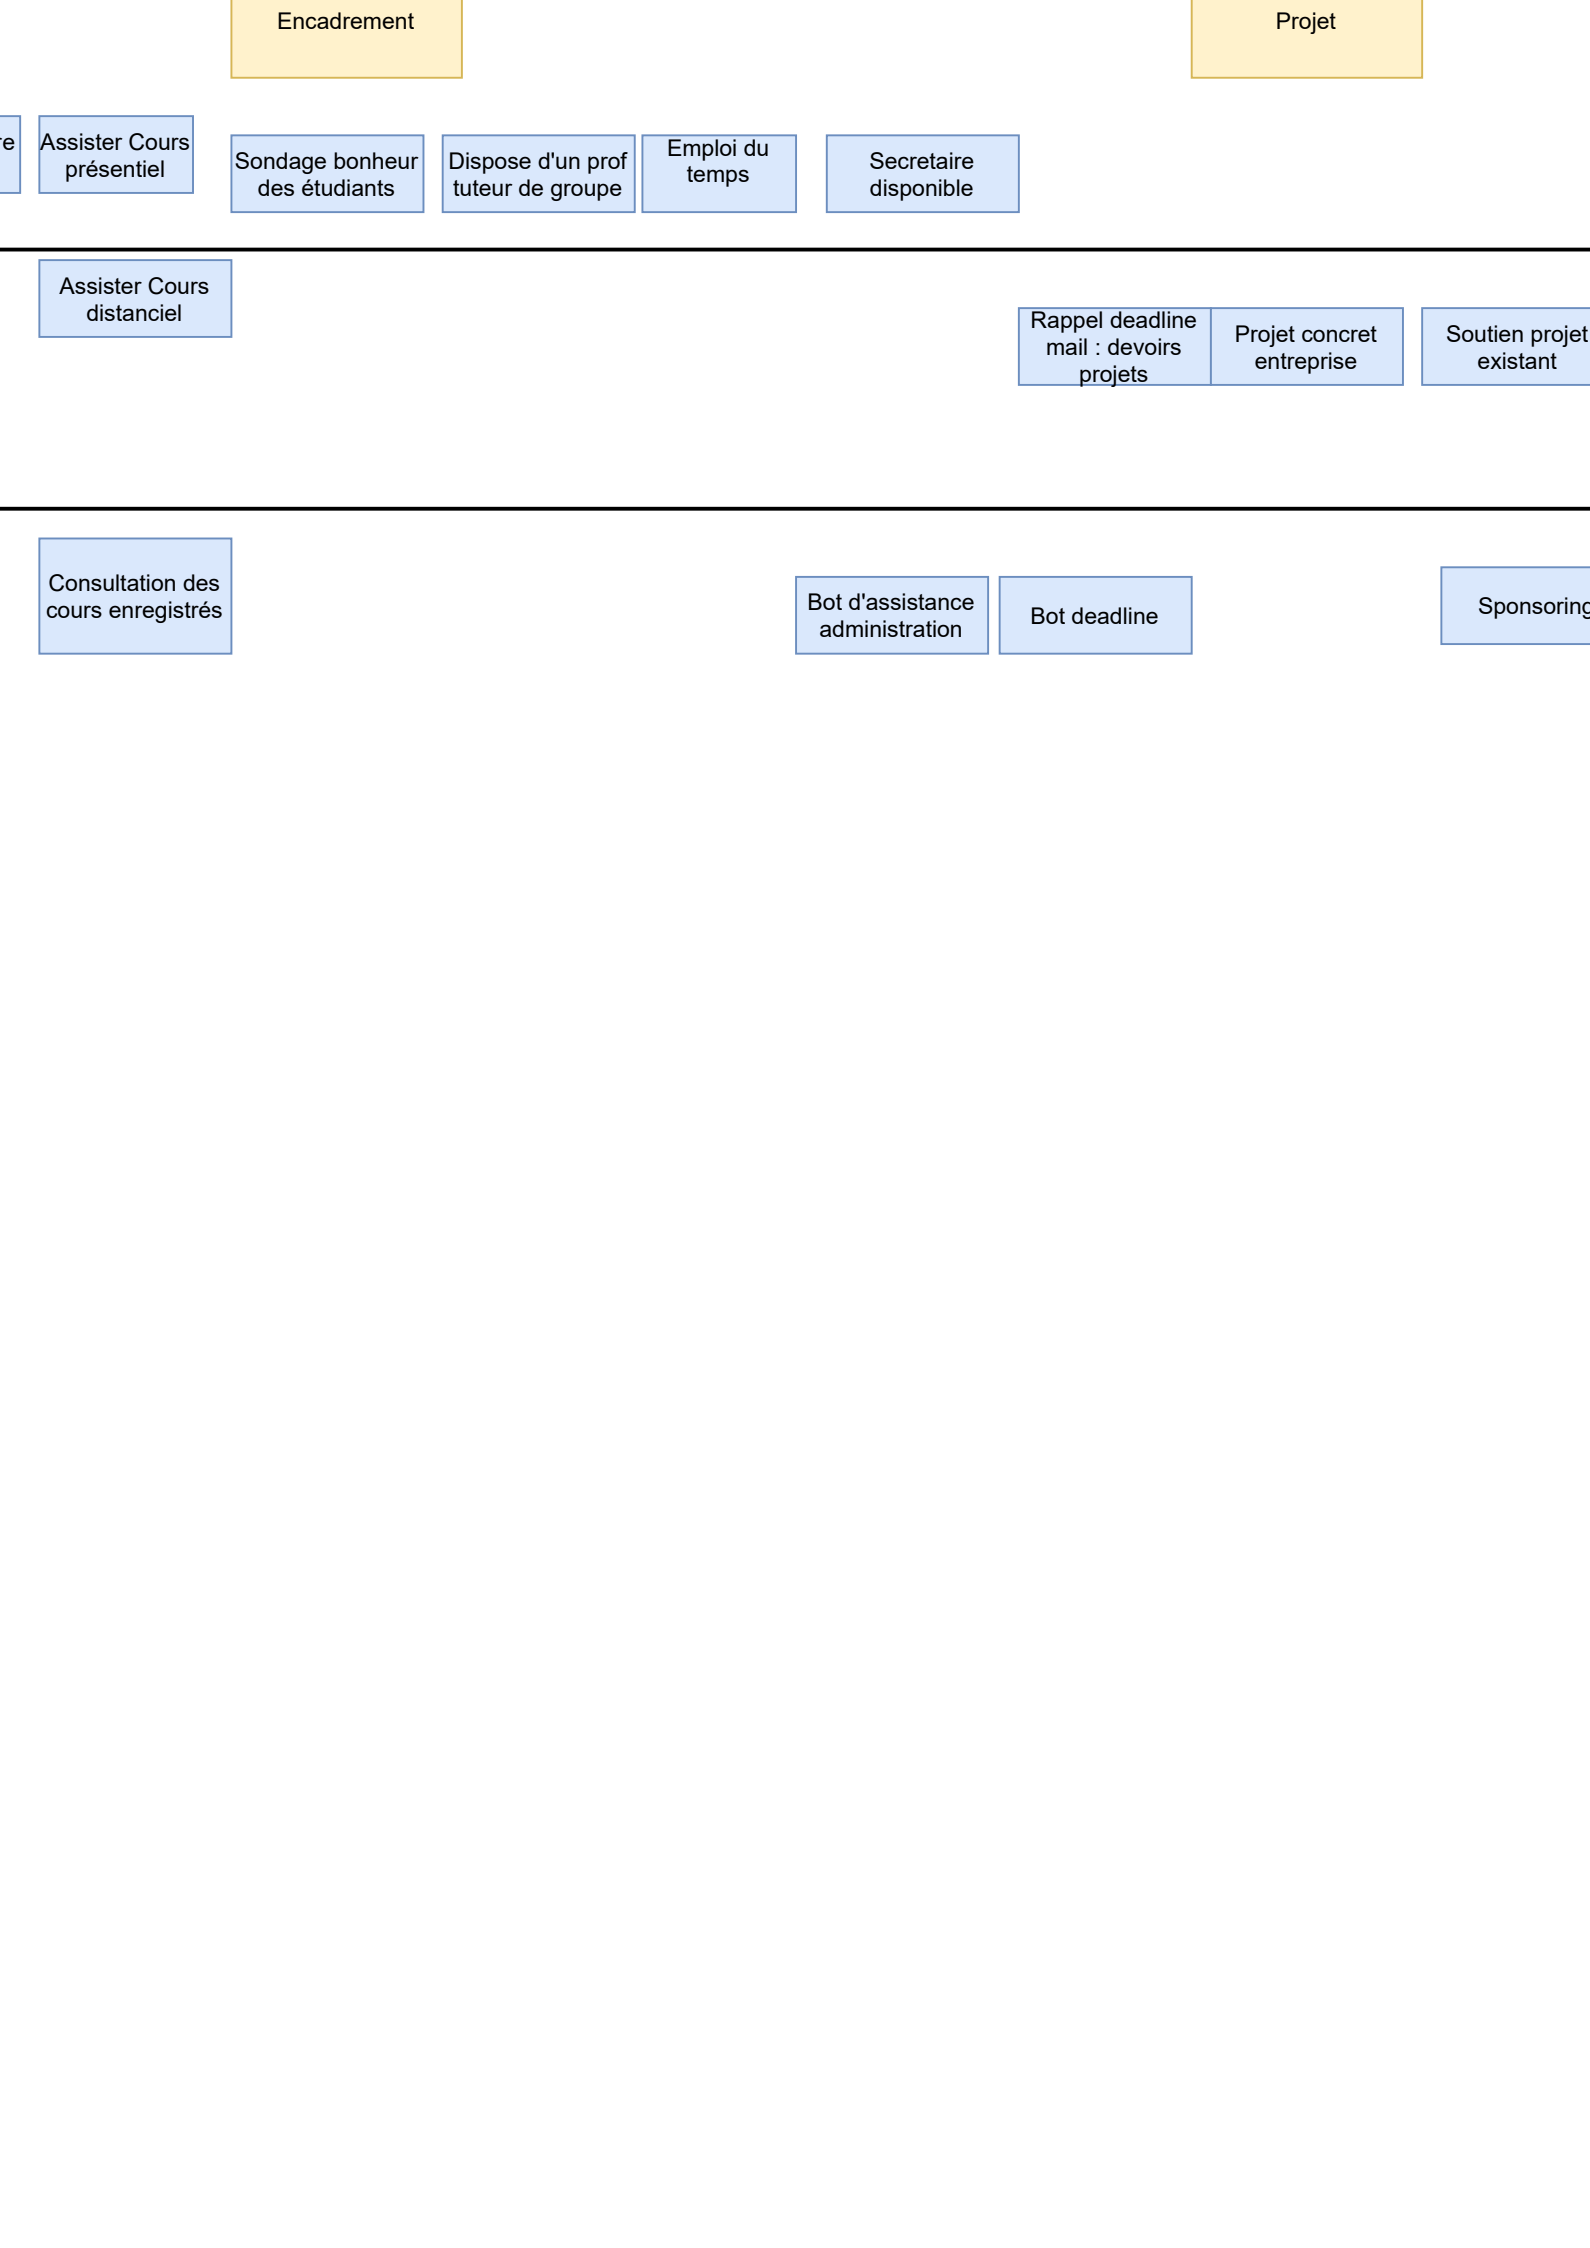 Encadrement
Projet
re
Assister Cours
présentiel
Sondage bonheur
des étudiants
Dispose d'un prof
tuteur de groupe
Emploi du
temps
Secretaire
disponible
Assister Cours
distanciel
Rappel deadline
mail : devoirs
projets
Projet concret
entreprise
Soutien projet
existant
Consultation des
cours enregistrés
Bot d'assistance
administration
Bot deadline
Sponsoring